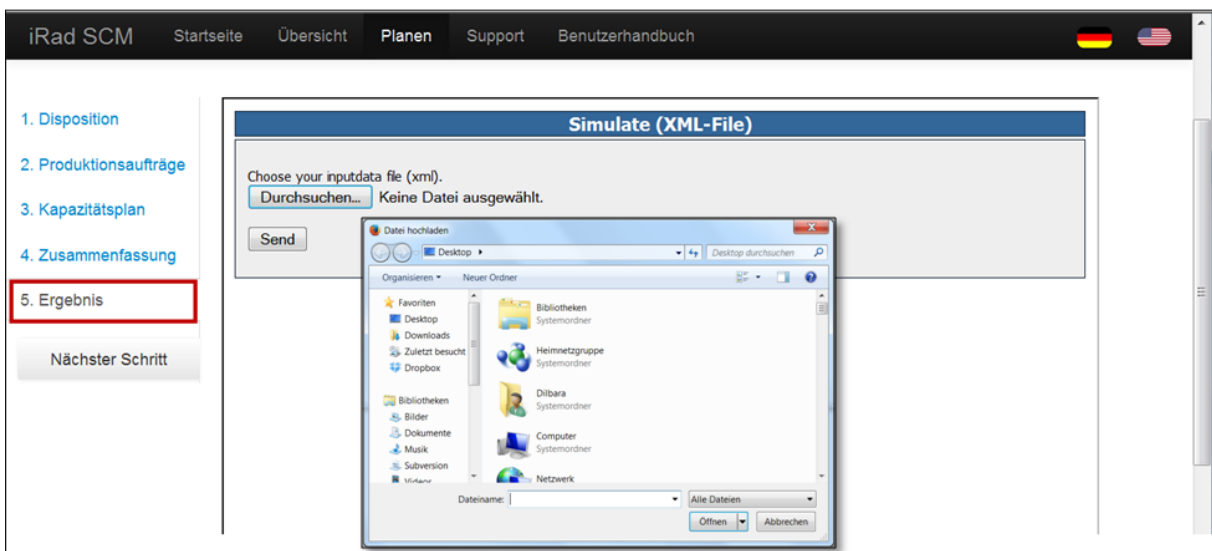 iRad SCM Startseite Übersicht Planen Support Benutzerhandbuch
1. Disposition
2. Produktionsaufträge
3. Kapazitätsplan
4. Zusammenfassung
5. Ergebnis
Nächster Schritt
Simulate (XML-File)
Choose your inputdata file (xml).
Durchsuchen... Keine Datei ausgewählt.
Send
Datei hochladen
Desktop Desktop durchsuchen
Organisieren Neuer Ordner
Favoriten
Desktop
Downloads
Zuletzt besucht
Dropbox
Bibliotheken
Bilder
Dokumente
Musik
Subversion
Videos
Bibliotheken
Systemordner
Heimnetzgruppe
Systemordner
Dilbara
Systemordner
Computer
Systemordner
Netzwerk
Dateiname: Alle Dateien
Öffnen Abbrechen